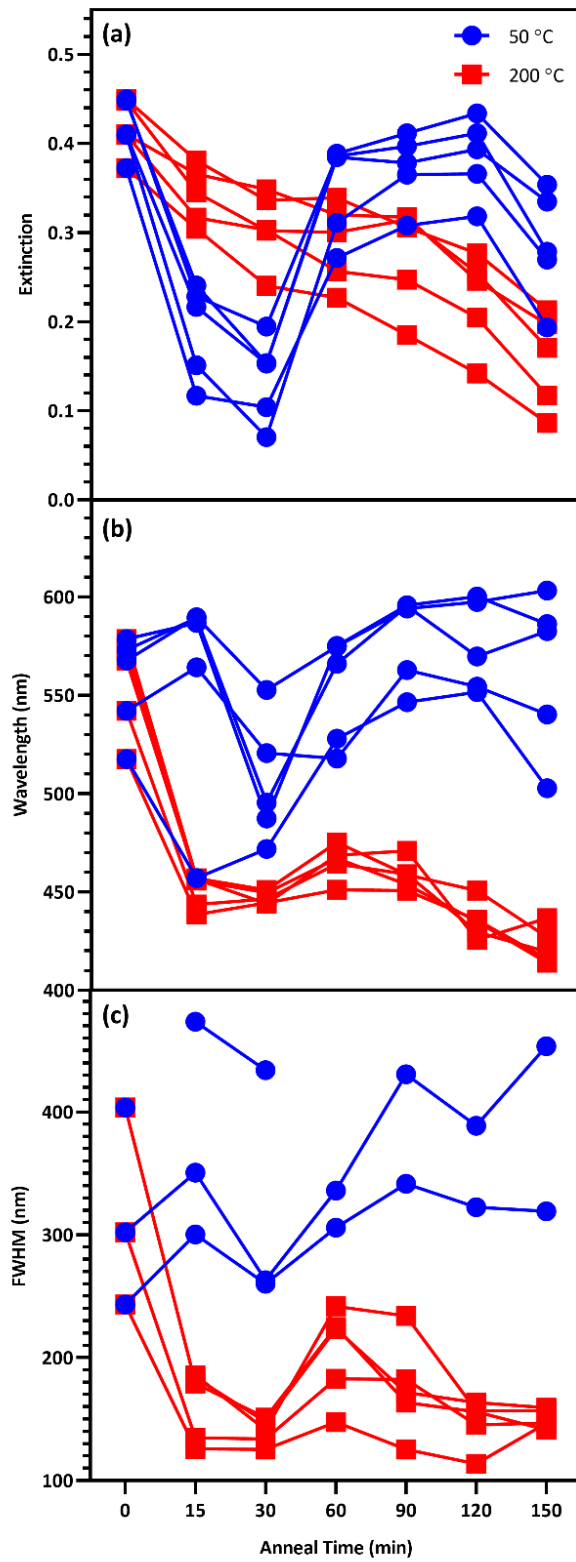 (a)
50 °C
200 °C
0.5
0.4
0.3
0.2
0.1
0.0
Extinction
(b)
600
550
500
450
400
Wavelength (nm)
(c)
400
300
200
100
FWHM (nm)
0 15 30 60 90 120 150
Anneal Time (min)